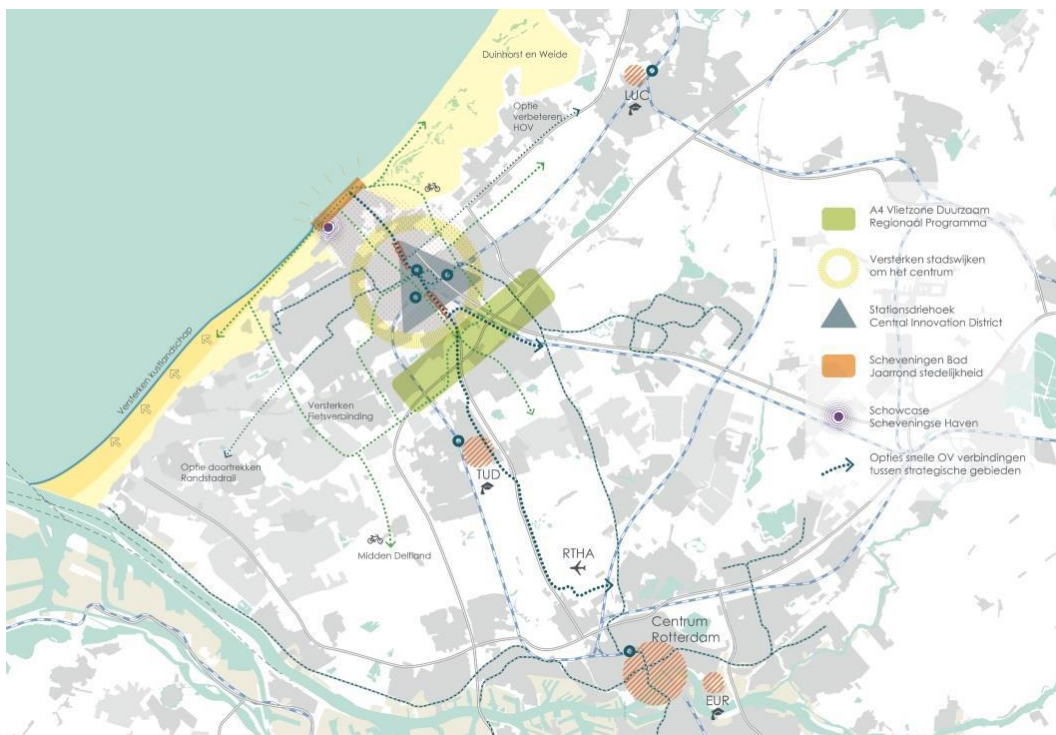 Duinhorst en Weide
LUC
Optie
verbeteren
HOV
A4 Vlietzone Duurzaam
Regionaal Programma
Versterken stadswijken
om het centrum
Stationsdriehoek
Central Innovation District
Scheveningen Bad
Jaarrond stedelijkheid
Schowcase
Scheveningse Haven
Opties snelle OV verbindingen
tussen strategische gebieden
Versterken kustlandschap
Versterken
Fietsverbinding
Optie doortrekken
Randstadrail
TUD
Midden Delfland
RTHA
Centrum
Rotterdam
EUR